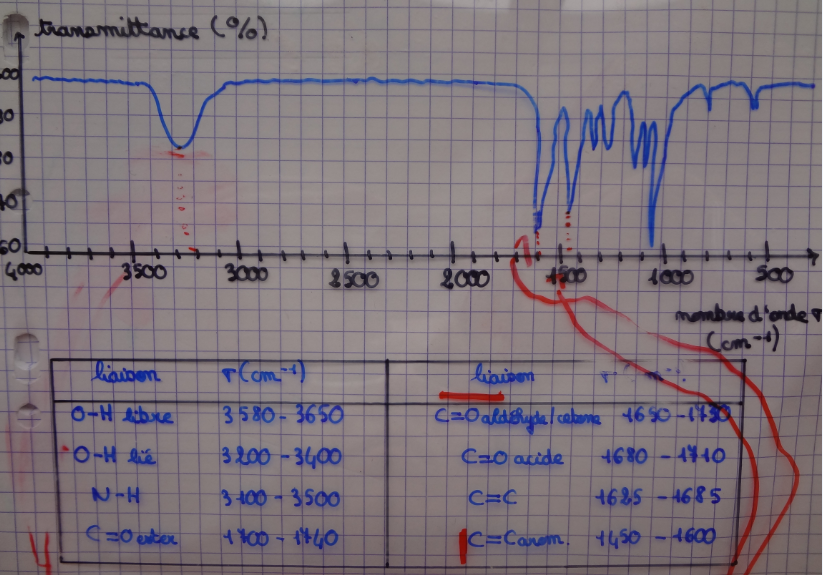 transmittance (%)
100
90
80
70
60
4000 3500 3000 2500 2000 1500 1000 500
nombre d'onde σ
(cm⁻¹)
liaison σ(cm⁻¹) liaison σ
O-H libre 3580-3650 C=O aldéhyde/cétone 1650-1730
O-H lié 3200-3400 C=O acide 1680-1710
N-H 3100-3500 C=C 1625-1685
C=O ester 1700-1740 C=C arom. 1450-1600